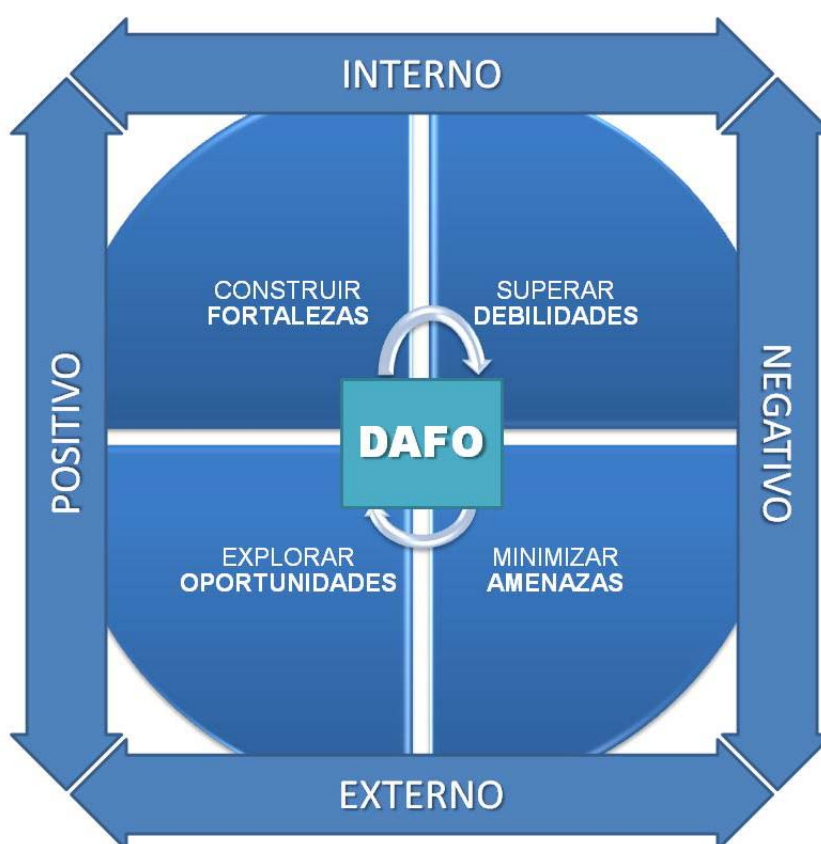 INTERNO
CONSTRUIR
FORTALEZAS
SUPERAR
DEBILIDADES
POSITIVO
NEGATIVO
DAFO
EXPLORAR
OPORTUNIDADES
MINIMIZAR
AMENAZAS
EXTERNO